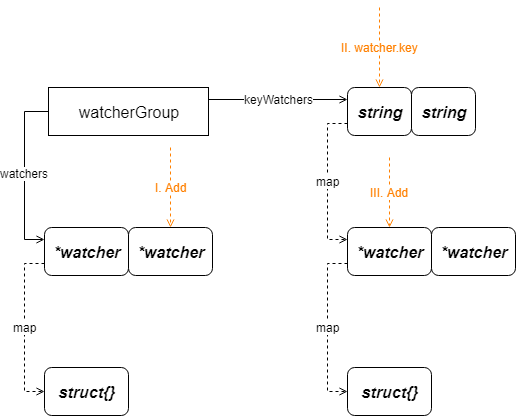 II. watcher.key
watcherGroup
keyWatchers
string
string
watchers
I. Add
map
III. Add
*watcher
*watcher
*watcher
*watcher
map
map
struct{}
struct{}